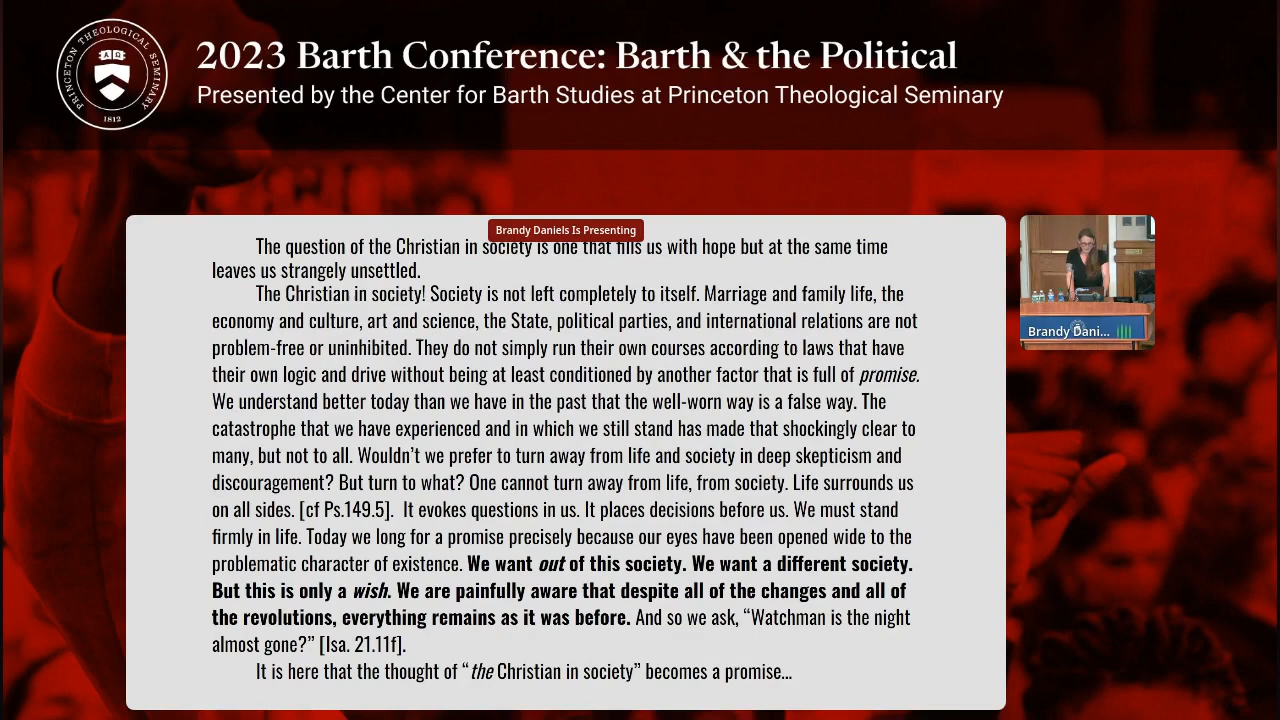 PRINCETON THEOLOGICAL SEMINARY
1812
2023 Barth Conference: Barth & the Political
Presented by the Center for Barth Studies at Princeton Theological Seminary
Brandy Daniels Is Presenting
The question of the Christian in society is one that fills us with hope but at the same time
leaves us strangely unsettled.
The Christian in society! Society is not left completely to itself. Marriage and family life, the
economy and culture, art and science, the State, political parties, and international relations are not
problem-free or uninhibited. They do not simply run their own courses according to laws that have
their own logic and drive without being at least conditioned by another factor that is full of promise.
We understand better today than we have in the past that the well-worn way is a false way. The
catastrophe that we have experienced and in which we still stand has made that shockingly clear to
many, but not to all. Wouldn’t we prefer to turn away from life and society in deep skepticism and
discouragement? But turn to what? One cannot turn away from life, from society. Life surrounds us
on all sides. [cf Ps.149.5]. It evokes questions in us. It places decisions before us. We must stand
firmly in life. Today we long for a promise precisely because our eyes have been opened wide to the
problematic character of existence. We want out of this society. We want a different society.
But this is only a wish. We are painfully aware that despite all of the changes and all of
the revolutions, everything remains as it was before. And so we ask, “Watchman is the night
almost gone?” [Isa. 21.11f].
It is here that the thought of “the Christian in society” becomes a promise...
Brandy Dani...